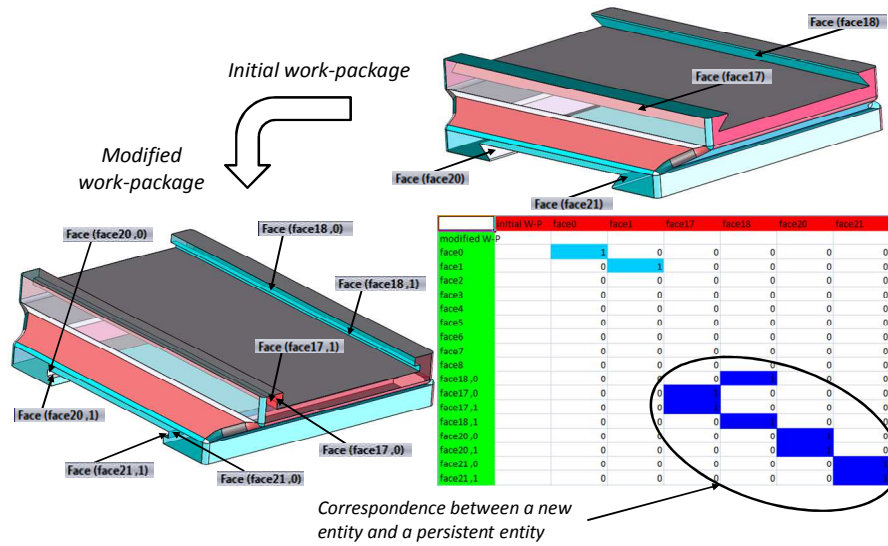 Face (face18)
Initial work-package
Face (face17)
Modified
work-package
Face (face20)
Face (face21)
Face (face20 ,0)
Face (face18 ,0)
Face (face18 ,1)
Face (face17 ,1)
Face (face20 ,1)
Face (face17 ,0)
Face (face21 ,1)
Face (face21 ,0)
initial W-P face0 face1 face17 face18 face20 face21
modified W-P
face0 1 0 0 0 0 0
face1 0 1 0 0 0 0
face2 0 0 0 0 0 0
face3 0 0 0 0 0 0
face4 0 0 0 0 0 0
face5 0 0 0 0 0 0
face6 0 0 0 0 0 0
face7 0 0 0 0 0 0
face8 0 0 0 0 0 0
face18,0 0 0 0 0 0
face17,0 0 0 0 0 0
face17,1 0 0 0 0 0
face18,1 0 0 0 0 0
face20,0 0 0 0 0 0
face20,1 0 0 0 0 0
face21,0 0 0 0 0 0
face21,1 0 0 0 0 0
Correspondence between a new
entity and a persistent entity